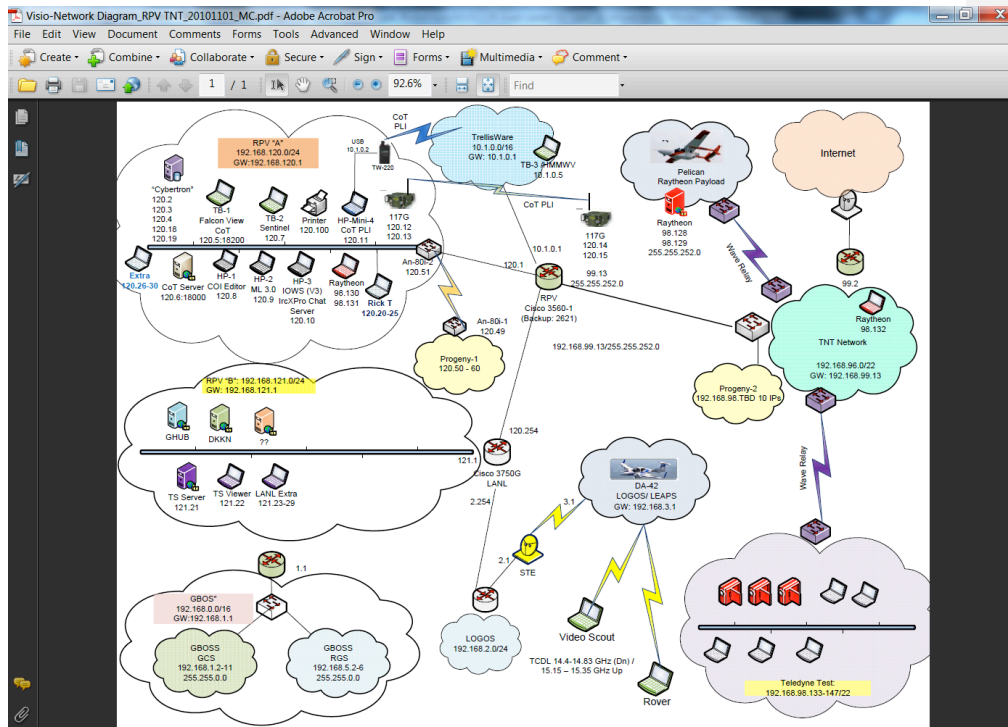 Visio-Network Diagram_RPV TNT_20101101_MC.pdf - Adobe Acrobat Pro
File Edit View Document Comments Forms Tools Advanced Window Help
Create Combine Collaborate Secure Sign Forms Multimedia Comment
1 / 1 92.6% Find
RPV "A"
192.168.120.0/24
GW:192.168.120.1
"Cybertron"
120.2
120.3
120.4
120.18
120.19
TB-1
Falcon View
CoT
120.5:18200
TB-2
Sentinel
120.7
Printer
120.100
HP-Mini-4
CoT PLI
120.11
USB
10.1.0.2
TW-220
CoT
PLI
117G
120.12
120.13
Extra
120.26-30
CoT Server
120.6:18000
HP-1
COI Editor
120.8
HP-2
ML 3.0
120.9
HP-3
IOWS (V3)
IrcXPro Chat
Server
120.10
Raytheon
98.130
98.131
Rick T
120.20-25
An-80i-2
120.51
TrellisWare
10.1.0.0/16
GW: 10.1.0.1
TB-3 /HMMWV
10.1.0.5
CoT PLI
117G
120.14
120.15
10.1.0.1
120.1
99.13
255.255.252.0
RPV
Cisco 3560-1
(Backup: 2621)
192.168.99.13/255.255.252.0
An-80i-1
120.49
Progeny-1
120.50 - 60
Pelican
Raytheon Payload
Raytheon
98.128
98.129
255.255.252.0
Wave Relay
Internet
99.2
Raytheon
98.132
TNT Network
192.168.96.0/22
GW: 192.168.99.13
Progeny-2
192.168.98.TBD 10 IPs
Wave Relay
RPV "B": 192.168.121.0/24
GW: 192.168.121.1
GHUB
DKKN
??
121.1
TS Server
121.21
TS Viewer
121.22
LANL Extra
121.23-29
120.254
Cisco 3750G
LANL
2.254
DA-42
LOGOS/ LEAPS
GW: 192.168.3.1
3.1
2.1
STE
LOGOS
192.168.2.0/24
Video Scout
TCDL 14.4-14.83 GHz (Dn) /
15.15 – 15.35 GHz Up
Rover
1.1
GBOS"
192.168.0.0/16
GW:192.168.1.1
GBOSS
GCS
192.168.1.2-11
255.255.0.0
GBOSS
RGS
192.168.5.2-6
255.255.0.0
Teledyne Test:
192.168.98.133-147/22